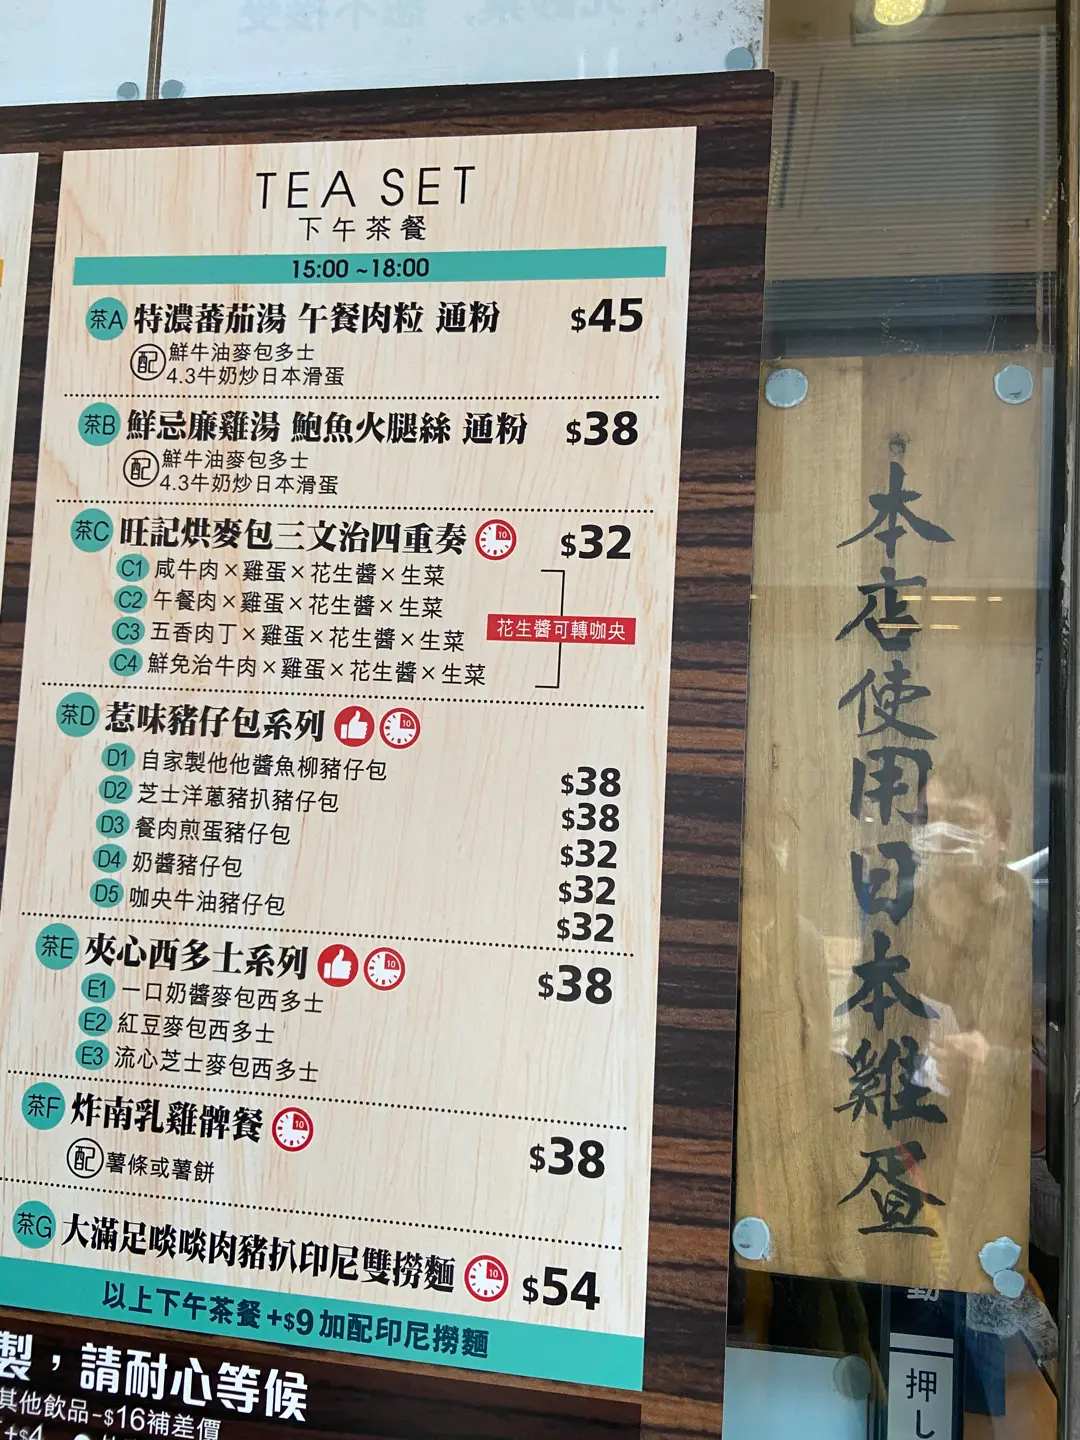 TEA SET
下午茶餐
15:00 ~18:00
茶A 特濃蕃茄湯 午餐肉粒 通粉 $45
配 鮮牛油麥包多士
4.3牛奶炒日本滑蛋
茶B 鮮忌廉雞湯 鮑魚火腿絲 通粉 $38
配 鮮牛油麥包多士
4.3牛奶炒日本滑蛋
茶C 旺記烘麥包三文治四重奏 10 $32
C1 咸牛肉×雞蛋×花生醬×生菜
C2 午餐肉×雞蛋×花生醬×生菜
C3 五香肉丁×雞蛋×花生醬×生菜
C4 鮮免治牛肉×雞蛋×花生醬×生菜
花生醬可轉咖央
茶D 惹味豬仔包系列 10
D1 自家製他他醬魚柳豬仔包 $38
D2 芝士洋蔥豬扒豬仔包 $38
D3 餐肉煎蛋豬仔包 $32
D4 奶醬豬仔包 $32
D5 咖央牛油豬仔包 $32
茶E 夾心西多士系列 10 $38
E1 一口奶醬麥包西多士
E2 紅豆麥包西多士
E3 流心芝士麥包西多士
茶F 炸南乳雞髀餐 10 $38
配 薯條或薯餅
茶G 大滿足啖啖肉豬扒印尼雙撈麵 10 $54
以上下午茶餐+$9加配印尼撈麵
製，請耐心等候
其他飲品-$16補差價
+$4
本店使用日本雞蛋
動
押し